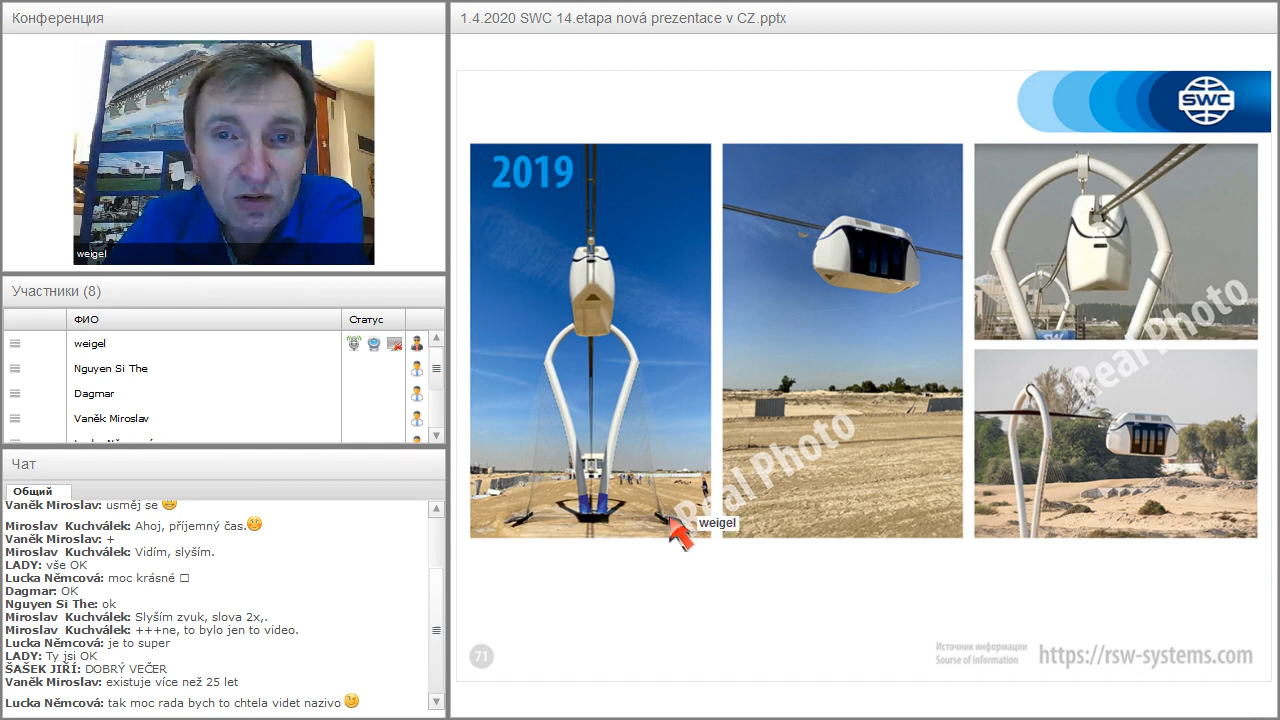 Конференция
weigel
Участники (8)
ФИО
Статус
weigel
Nguyen Si The
Dagmar
Vaněk Miroslav
Чат
Общий
Vaněk Miroslav: usměj se
Miroslav Kuchválek: Ahoj, příjemný čas.
Vaněk Miroslav: +
Miroslav Kuchválek: Vidím, slyším.
LADY: vše OK
Lucka Němcová: moc krásné □
Dagmar: OK
Nguyen Si The: ok
Miroslav Kuchválek: Slyším zvuk, slova 2x,.
Miroslav Kuchválek: +++ne, to bylo jen to video.
Lucka Němcová: je to super
LADY: Ty jsi OK
ŠAŠEK JIŘÍ: DOBRÝ VEČER
Vaněk Miroslav: existuje více než 25 let
Lucka Němcová: tak moc rada bych to chtela videt nazivo
1.4.2020 SWC 14.etapa nová prezentace v CZ.pptx
SWC
2019
Real Photo
Real Photo
weigel
71
Источник информации
Sourse of information
https://rsw-systems.com